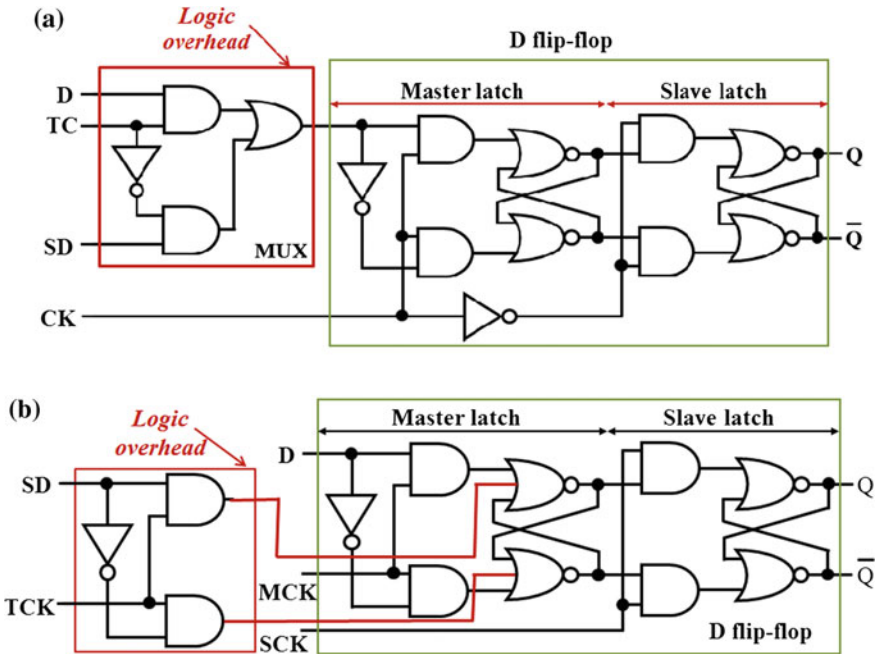 (a)
Logic
overhead
D flip-flop
D
Master latch
Slave latch
TC
Q
SD
MUX
Q̅
CK
(b)
Logic
overhead
Master latch
Slave latch
D
SD
Q
MCK
Q̅
TCK
SCK
D flip-flop